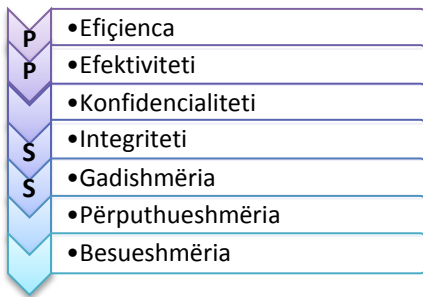 P •Efiçienca
P •Efektiviteti
•Konfidencialiteti
S •Integriteti
S •Gadishmëria
•Përputhueshmëria
•Besueshmëria